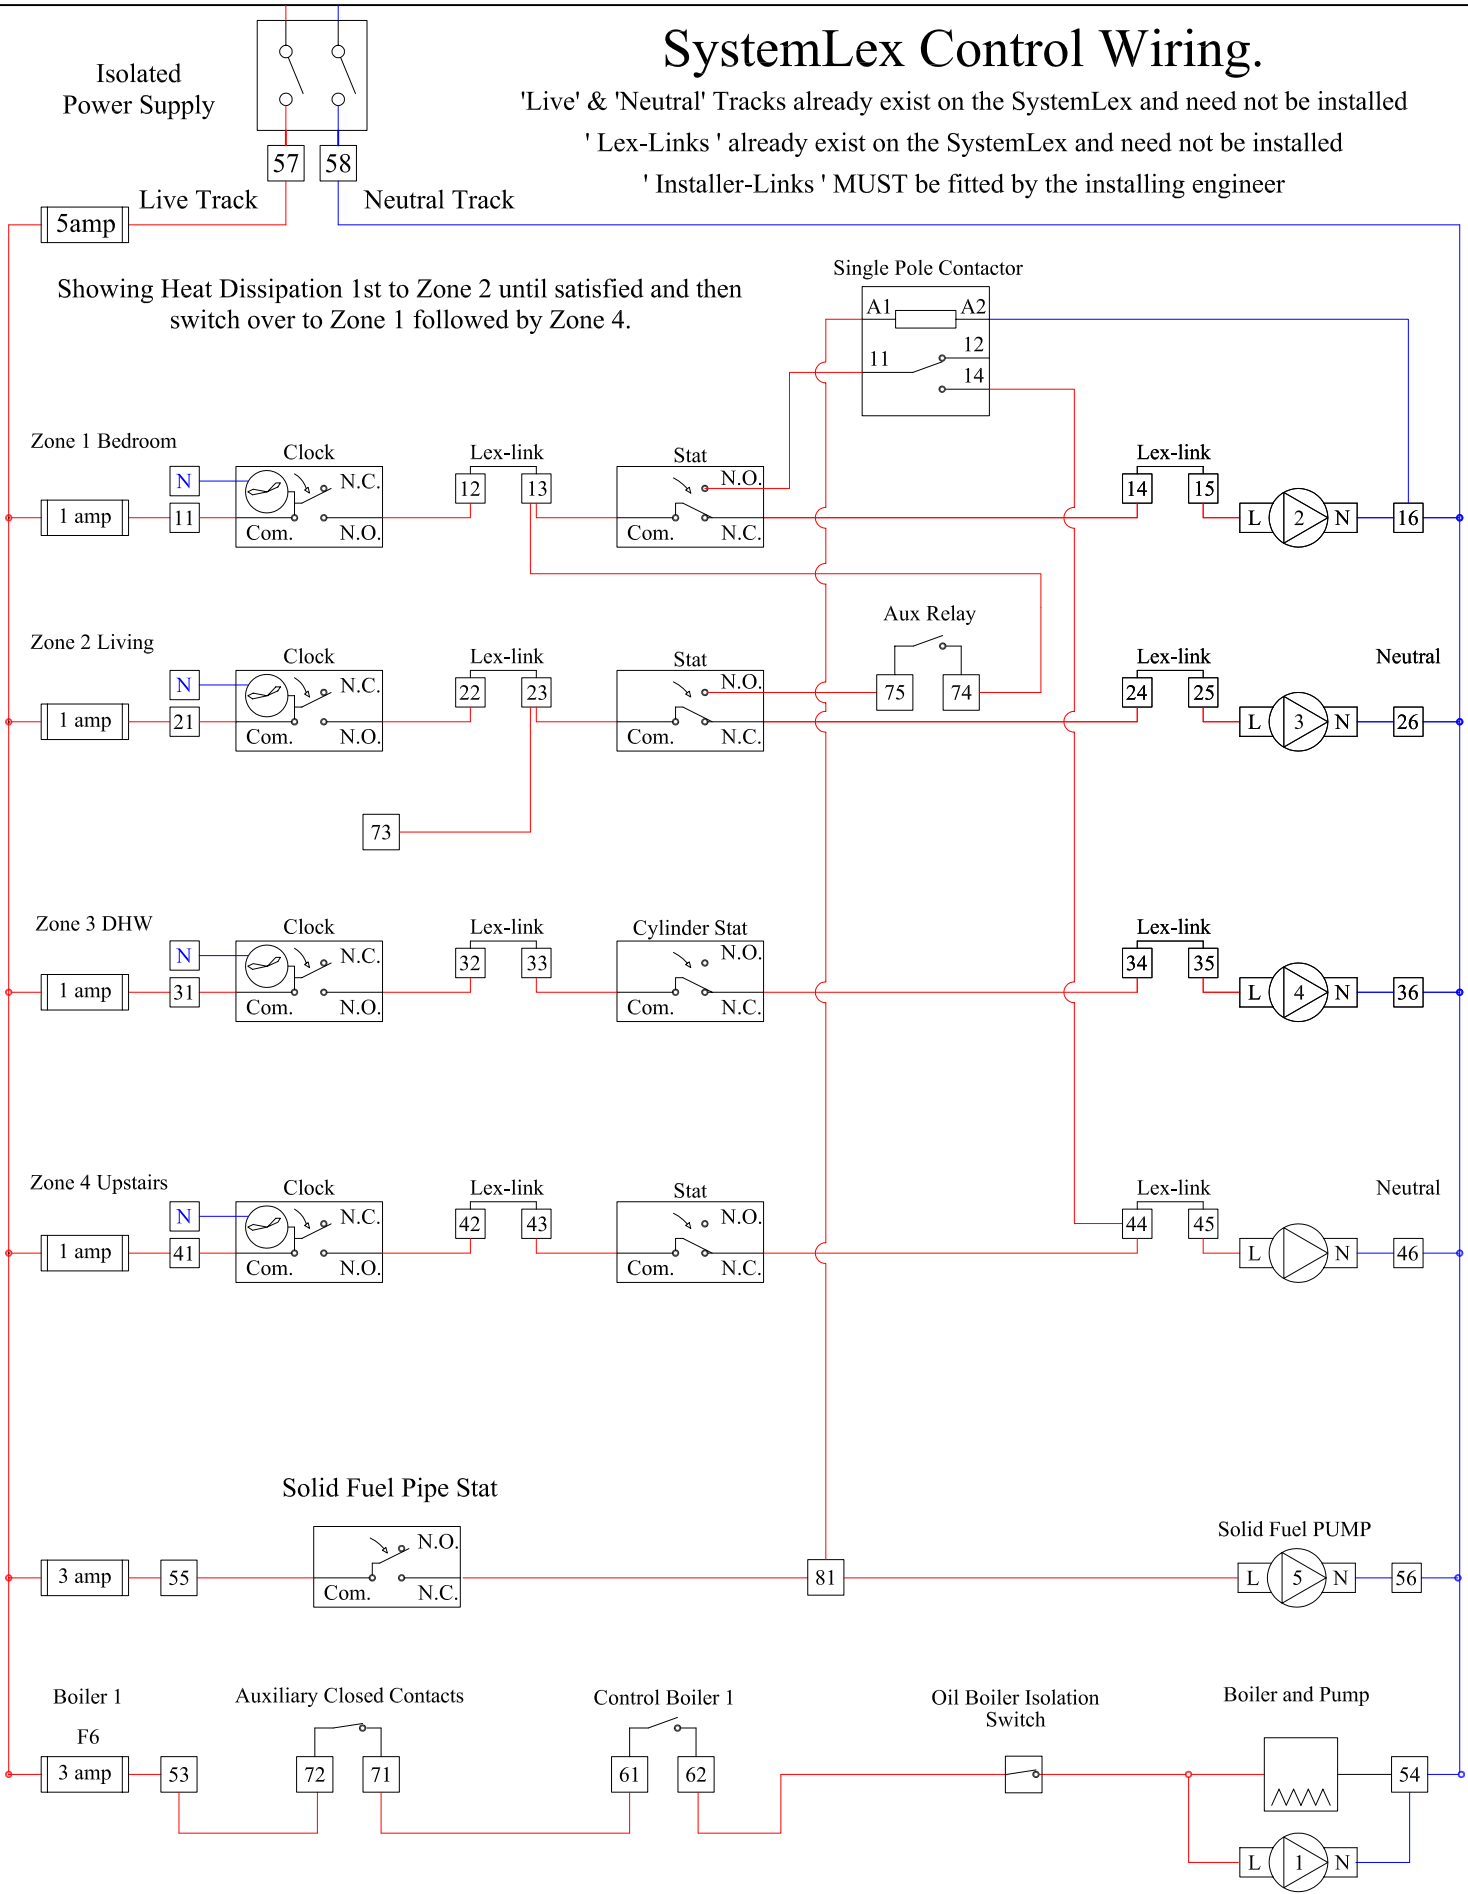 SystemLex Control Wiring.
'Live' & 'Neutral' Tracks already exist on the SystemLex and need not be installed
' Lex-Links ' already exist on the SystemLex and need not be installed
' Installer-Links ' MUST be fitted by the installing engineer
Isolated
Power Supply
57 58
Live Track Neutral Track
5amp
Showing Heat Dissipation 1st to Zone 2 until satisfied and then
switch over to Zone 1 followed by Zone 4.
Single Pole Contactor
A1 A2
12
11
14
Zone 1 Bedroom
Clock Lex-link Stat Lex-link
N N.C. 12 13 N.O. 14 15
1 amp 11 L 2 N 16
Com. N.O. Com. N.C.
Aux Relay
Zone 2 Living
Clock Lex-link Stat Lex-link Neutral
N N.C. 22 23 N.O. 75 74 24 25
1 amp 21 L 3 N 26
Com. N.O. Com. N.C.
73
Zone 3 DHW
Clock Lex-link Cylinder Stat Lex-link
N N.C. 32 33 N.O. 34 35
1 amp 31 L 4 N 36
Com. N.O. Com. N.C.
Zone 4 Upstairs
Clock Lex-link Stat Lex-link Neutral
N N.C. 42 43 N.O. 44 45
1 amp 41 L N 46
Com. N.O. Com. N.C.
Solid Fuel Pipe Stat
Solid Fuel PUMP
N.O.
3 amp 55 81 L 5 N 56
Com. N.C.
Boiler 1 Auxiliary Closed Contacts Control Boiler 1 Oil Boiler Isolation Boiler and Pump
Switch
F6
3 amp 53 72 71 61 62 54
L 1 N